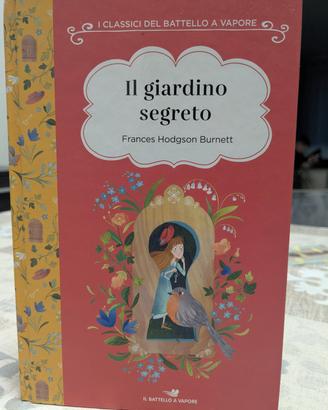 I CLASSICI DEL BATTELLO A VAPORE
Il giardino
segreto
Frances Hodgson Burnett
IL BATTELLO A VAPORE